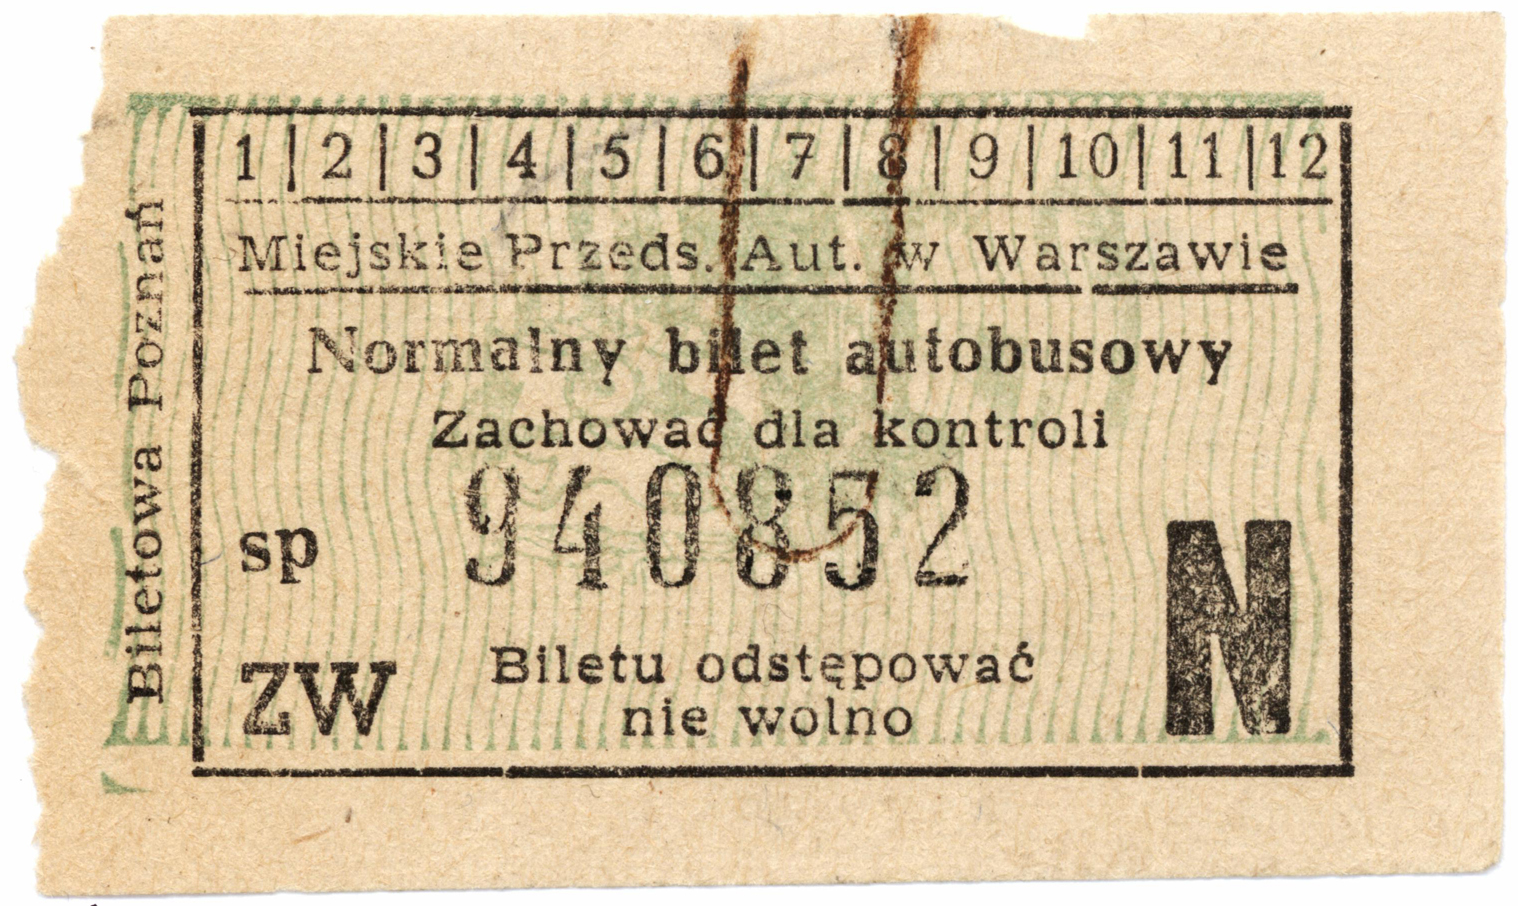 1|2|3|4|5|6|7|8|9|10|11|12
Miejskie Przeds. Aut. w Warszawie
Normalny bilet autobusowy
Zachować dla kontroli
sp 940852
N
ZW
Biletu odstępować
nie wolno
Biletowa Poznań